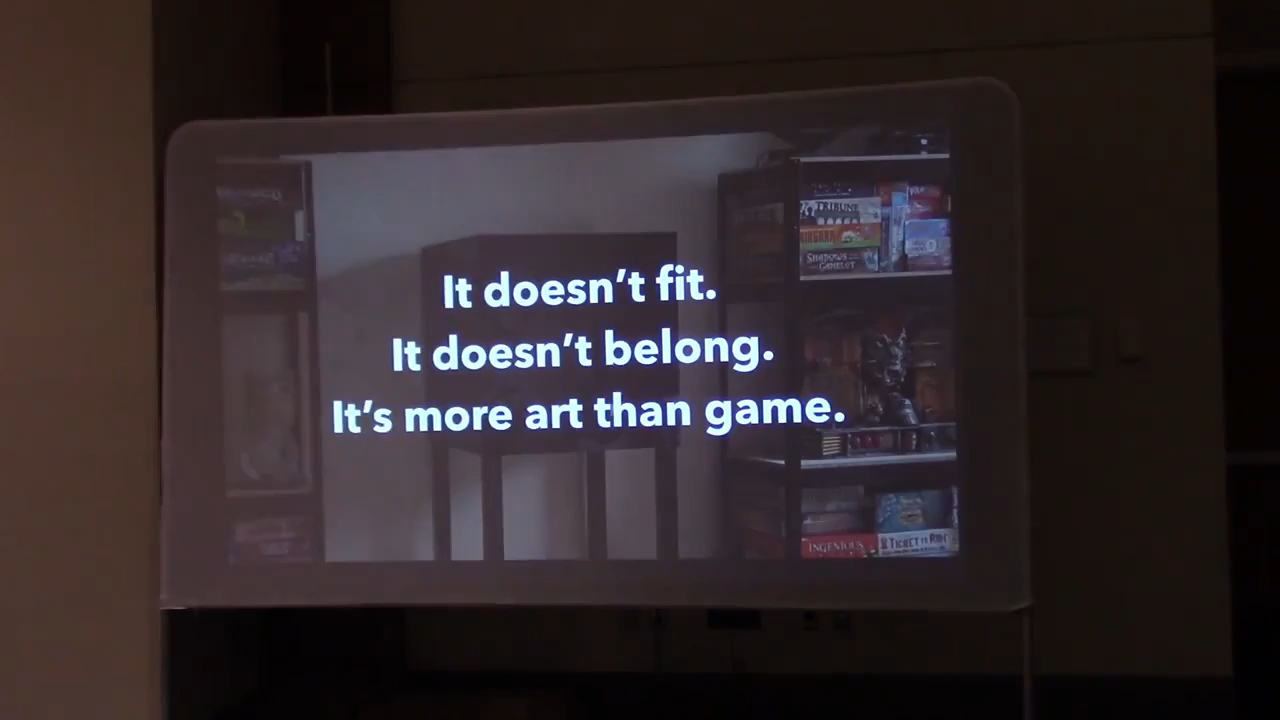 It doesn't fit.
It doesn't belong.
It's more art than game.
TRIBUNE
NIAGARA
SHADOWS OVER CAMELOT
INGENIOUS
TICKET TO RIDE